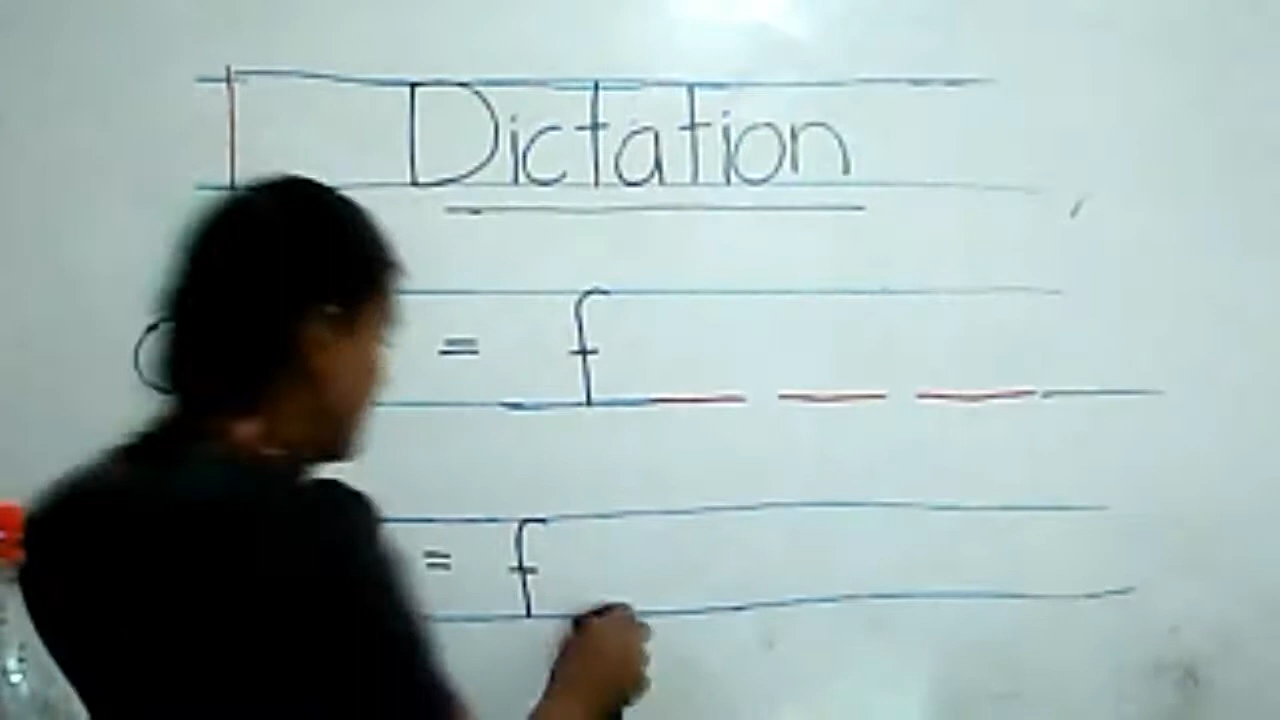 Dictation
= f
= f